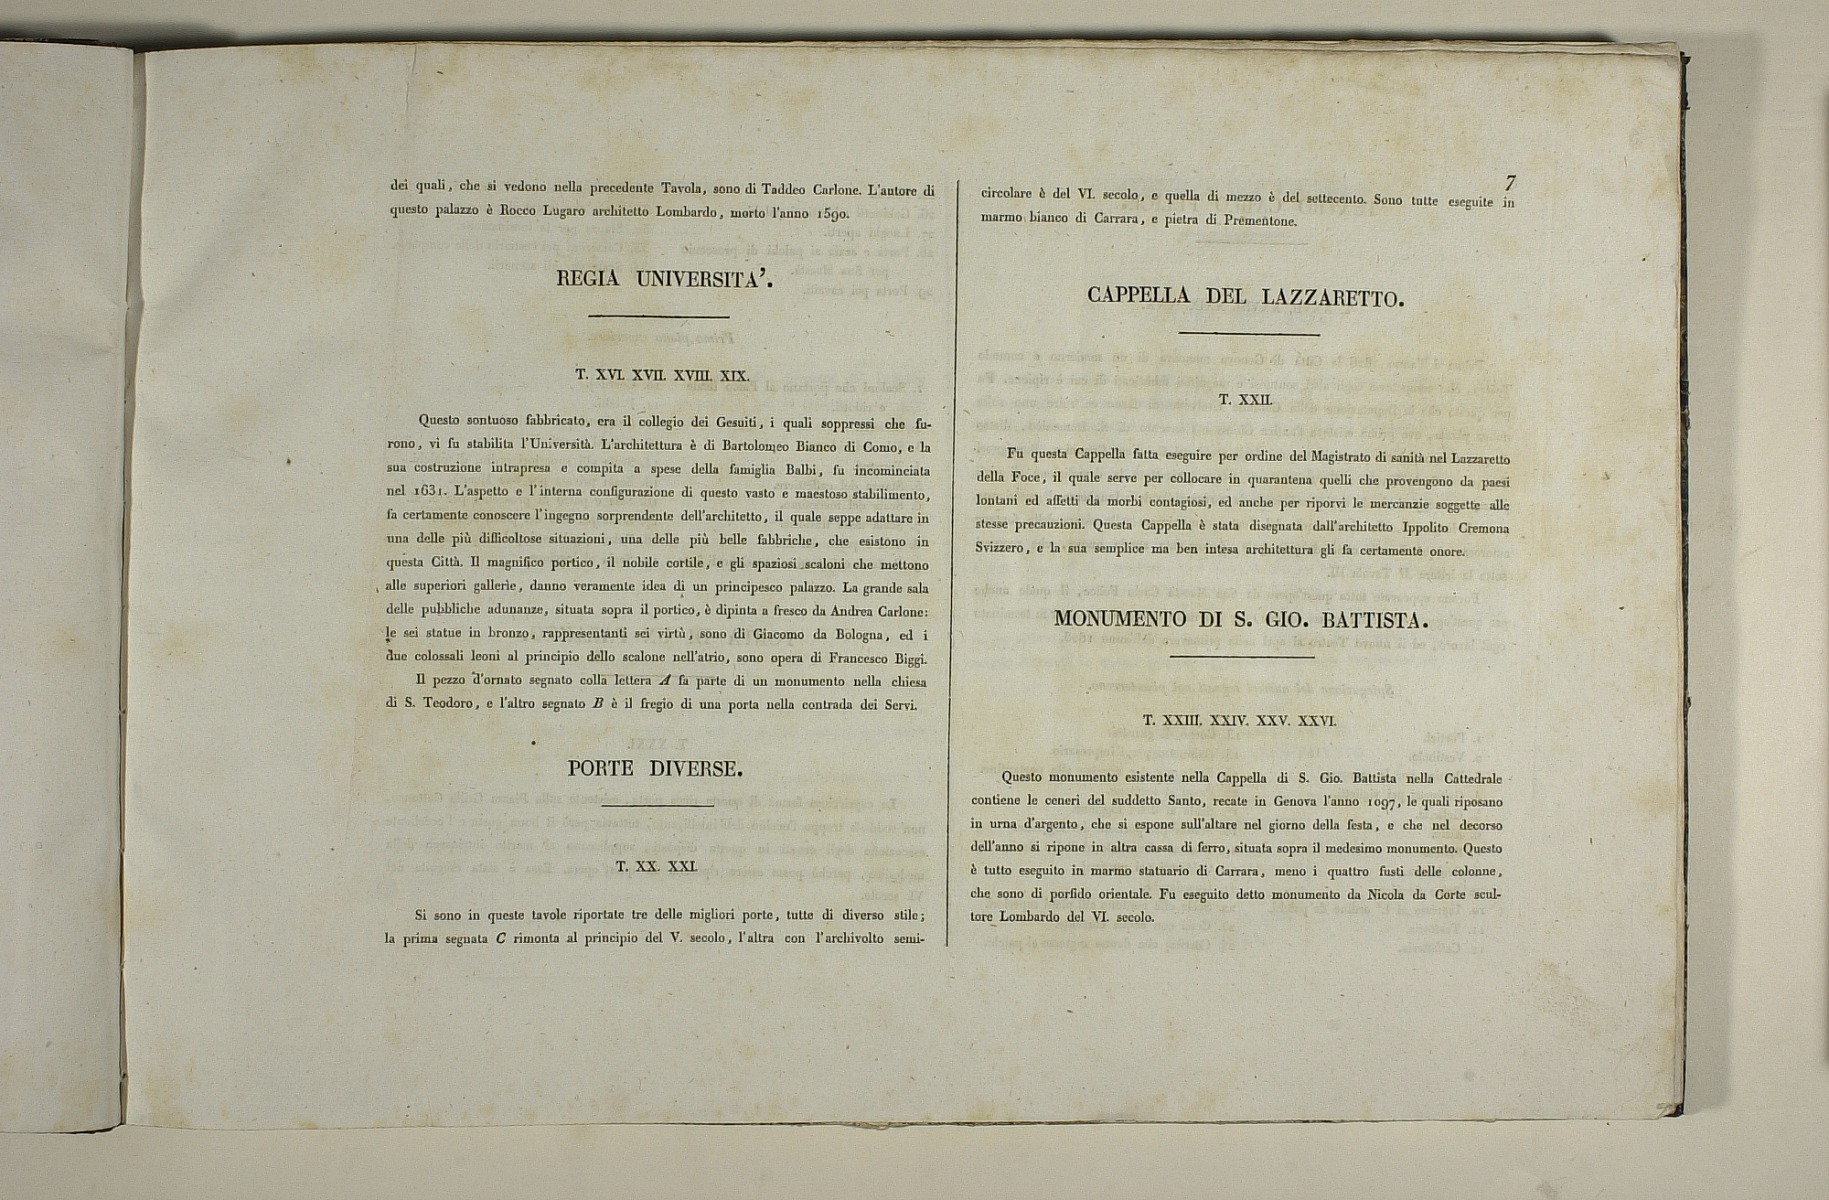 7
dei quali, che si vedono nella precedente Tavola, sono di Taddeo Carlone. L'autore di
questo palazzo è Rocco Lugaro architetto Lombardo, morto l'anno 1590.
REGIA UNIVERSITA'.
T. XVI. XVII. XVIII. XIX.
Questo sontuoso fabbricato, era il collegio dei Gesuiti, i quali soppressi che fu-
rono, vi fu stabilita l'Università. L'architettura è di Bartolomeo Bianco di Como, e la
sua costruzione intrapresa e compita a spese della famiglia Balbi, fu incominciata
nel 1631. L'aspetto e l'interna configurazione di questo vasto e maestoso stabilimento,
fa certamente conoscere l'ingegno sorprendente dell'architetto, il quale seppe adattare in
una delle più difficoltose situazioni, una delle più belle fabbriche, che esistono in
questa Città. Il magnifico portico, il nobile cortile, e gli spaziosi scaloni che mettono
alle superiori gallerìe, danno veramente idea di un principesco palazzo. La grande sala
delle pubbliche adunanze, situata sopra il portico, è dipinta a fresco da Andrea Carlone:
le sei statue in bronzo, rappresentanti sei virtù, sono di Giacomo da Bologna, ed i
due colossali leoni al principio dello scalone nell'atrio, sono opera di Francesco Biggi.
Il pezzo d'ornato segnato colla lettera A fa parte di un monumento nella chiesa
di S. Teodoro, e l'altro segnato B è il fregio di una porta nella contrada dei Servi.
PORTE DIVERSE.
T. XX. XXI.
Si sono in queste tavole riportate tre delle migliori porte, tutte di diverso stile;
la prima segnata C rimonta al principio del V. secolo, l'altra con l'archivolto semi-
circolare è del VI. secolo, e quella di mezzo è del settecento. Sono tutte eseguite in
marmo bianco di Carrara, e pietra di Prementone.
CAPPELLA DEL LAZZARETTO.
T. XXII.
Fu questa Cappella fatta eseguire per ordine del Magistrato di sanità nel Lazzaretto
della Foce, il quale serve per collocare in quarantena quelli che provengono da paesi
lontani ed affetti da morbi contagiosi, ed anche per riporvi le mercanzie soggette alle
stesse precauzioni. Questa Cappella è stata disegnata dall'architetto Ippolito Cremona
Svizzero, e la sua semplice ma ben intesa architettura gli fa certamente onore.
MONUMENTO DI S. GIO. BATTISTA.
T. XXIII. XXIV. XXV. XXVI.
Questo monumento esistente nella Cappella di S. Gio. Battista nella Cattedrale
contiene le ceneri del suddetto Santo, recate in Genova l'anno 1097, le quali riposano
in urna d'argento, che si espone sull'altare nel giorno della festa, e che nel decorso
dell'anno si ripone in altra cassa di ferro, situata sopra il medesimo monumento. Questo
è tutto eseguito in marmo statuario di Carrara, meno i quattro fusti delle colonne,
che sono di porfido orientale. Fu eseguito detto monumento da Nicola da Corte scul-
tore Lombardo del VI. secolo.